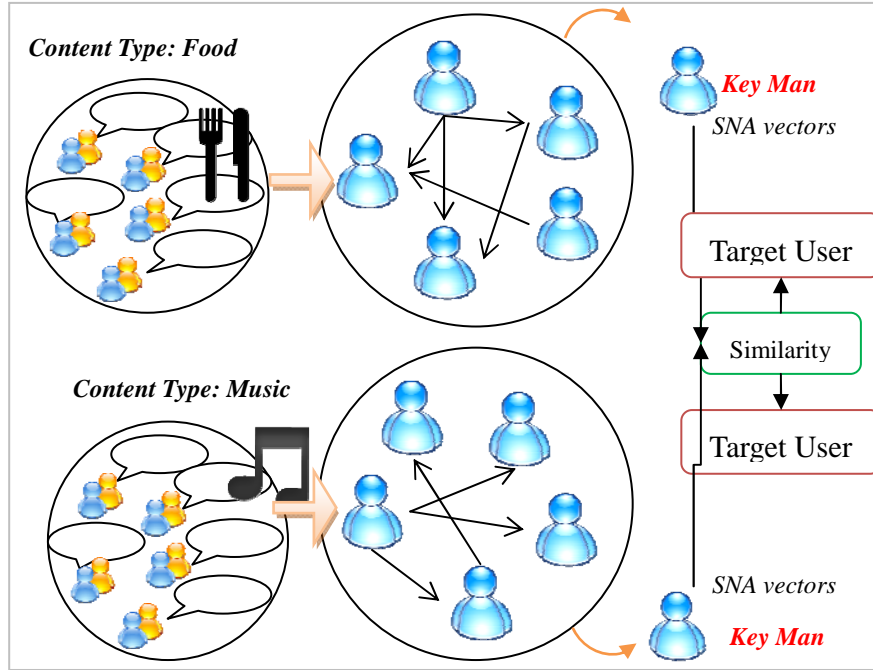 Content Type: Food
Key Man
SNA vectors
Target User
Similarity
Content Type: Music
Target User
SNA vectors
Key Man